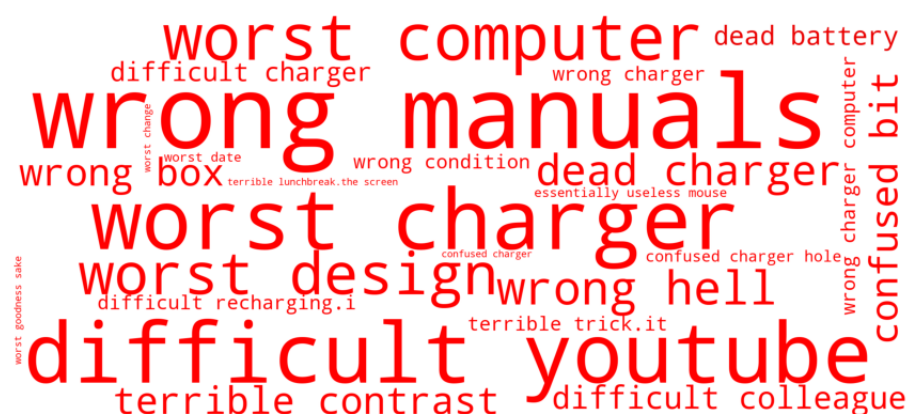 worst computer
dead battery
difficult charger
wrong charger
wrong manuals
worst change
worst date
wrong condition
wrong box
dead charger
terrible lunchbreak.the screen
essentially useless mouse
worst charger
confused charger
confused charger hole
worst design
wrong hell
difficult recharging.i
terrible trick.it
difficult youtube
terrible contrast
difficult colleague
worst goodness sake
wrong charger computer
confused bit